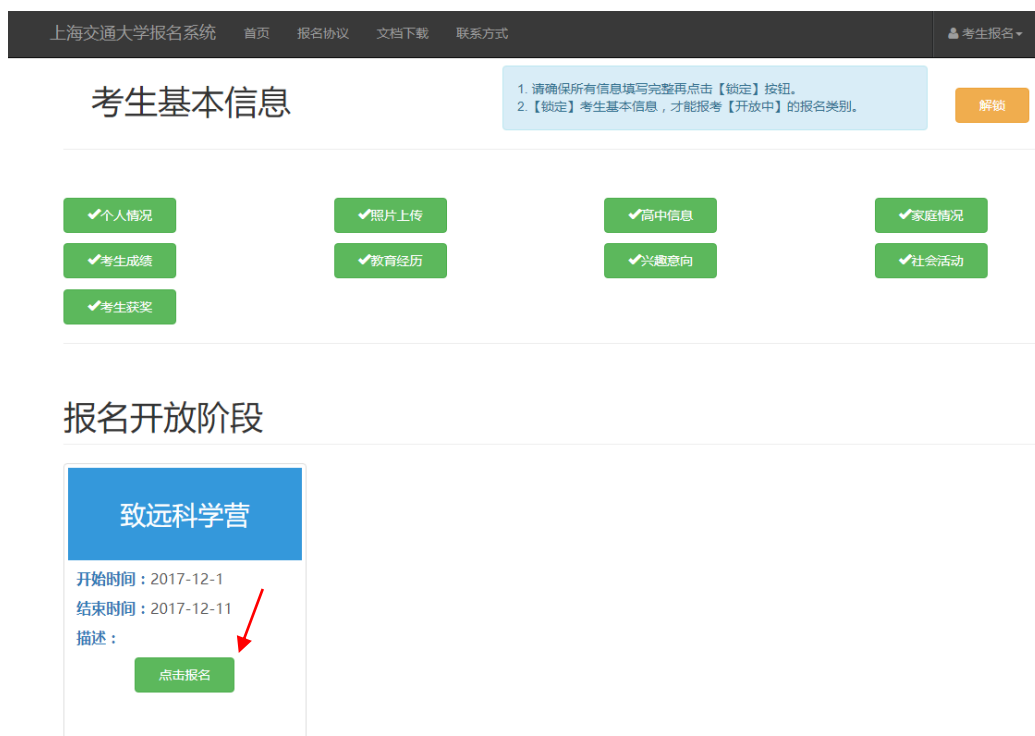 上海交通大学报名系统 首页 报名协议 文档下载 联系方式 考生报名
考生基本信息
1. 请确保所有信息填写完整再点击【锁定】按钮。
2.【锁定】考生基本信息，才能报考【开放中】的报名类别。
解锁
个人情况 照片上传 高中信息 家庭情况
考生成绩 教育经历 兴趣意向 社会活动
考生获奖
报名开放阶段
致远科学营
开始时间：2017-12-1
结束时间：2017-12-11
描述：
点击报名